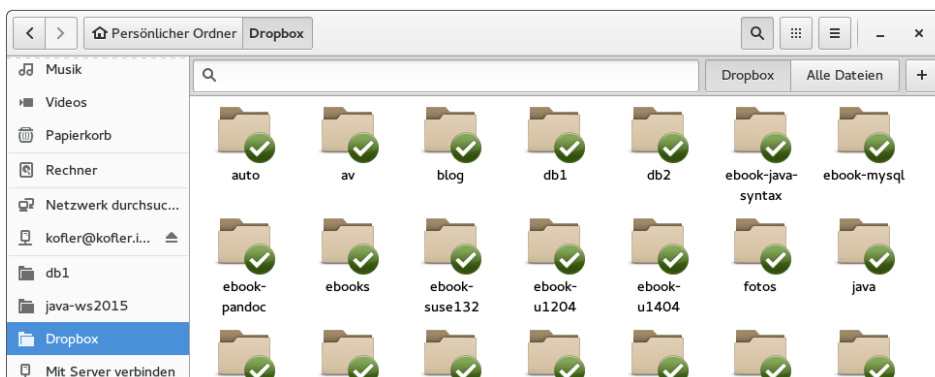 Persönlicher Ordner Dropbox
Musik
Videos
Papierkorb
Rechner
Netzwerk durchsuc...
kofler@kofler.i...
db1
java-ws2015
Dropbox
Mit Server verbinden
Dropbox Alle Dateien
auto av blog db1 db2 ebook-java-syntax ebook-mysql
ebook-pandoc ebooks ebook-suse132 ebook-u1204 ebook-u1404 fotos java